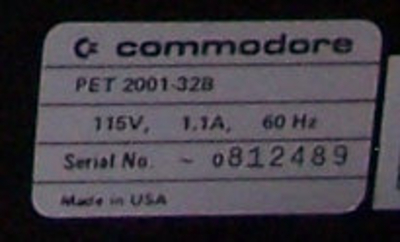 commodore
PET 2001-32B
115V, 1.1A, 60 Hz
Serial No. ~ 0812489
Made in USA